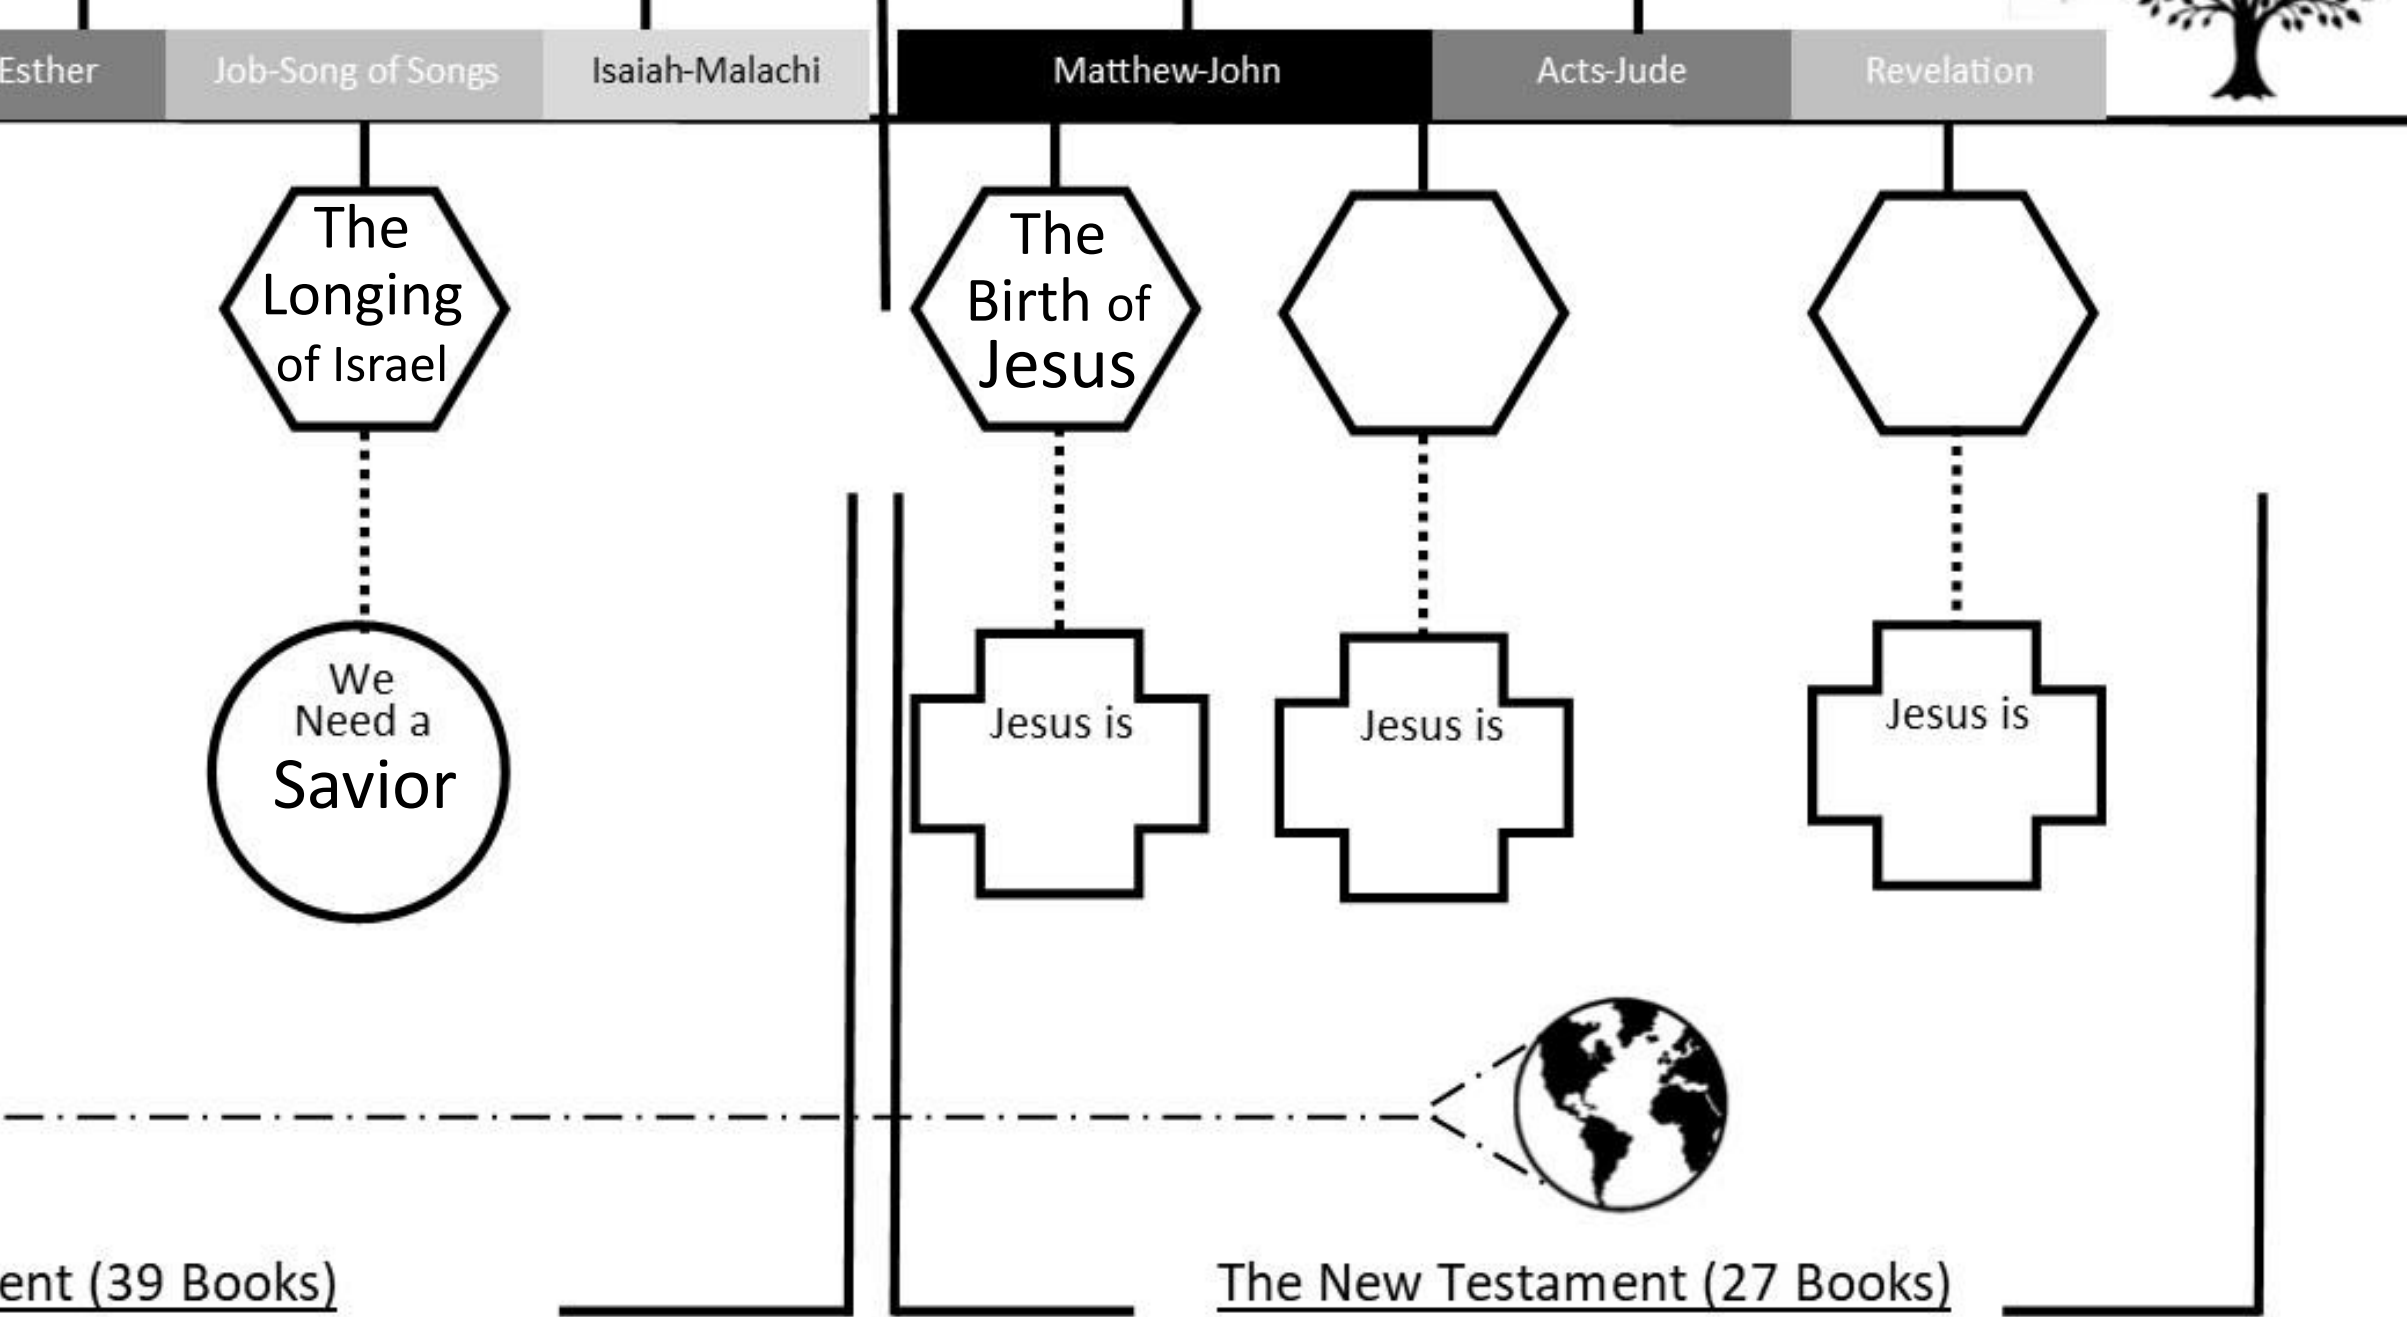 Esther
Job-Song of Songs
Isaiah-Malachi
Matthew-John
Acts-Jude
Revelation
The
Longing
of Israel
The
Birth of
Jesus
We
Need a
Savior
Jesus is
Jesus is
Jesus is
ent (39 Books)
The New Testament (27 Books)